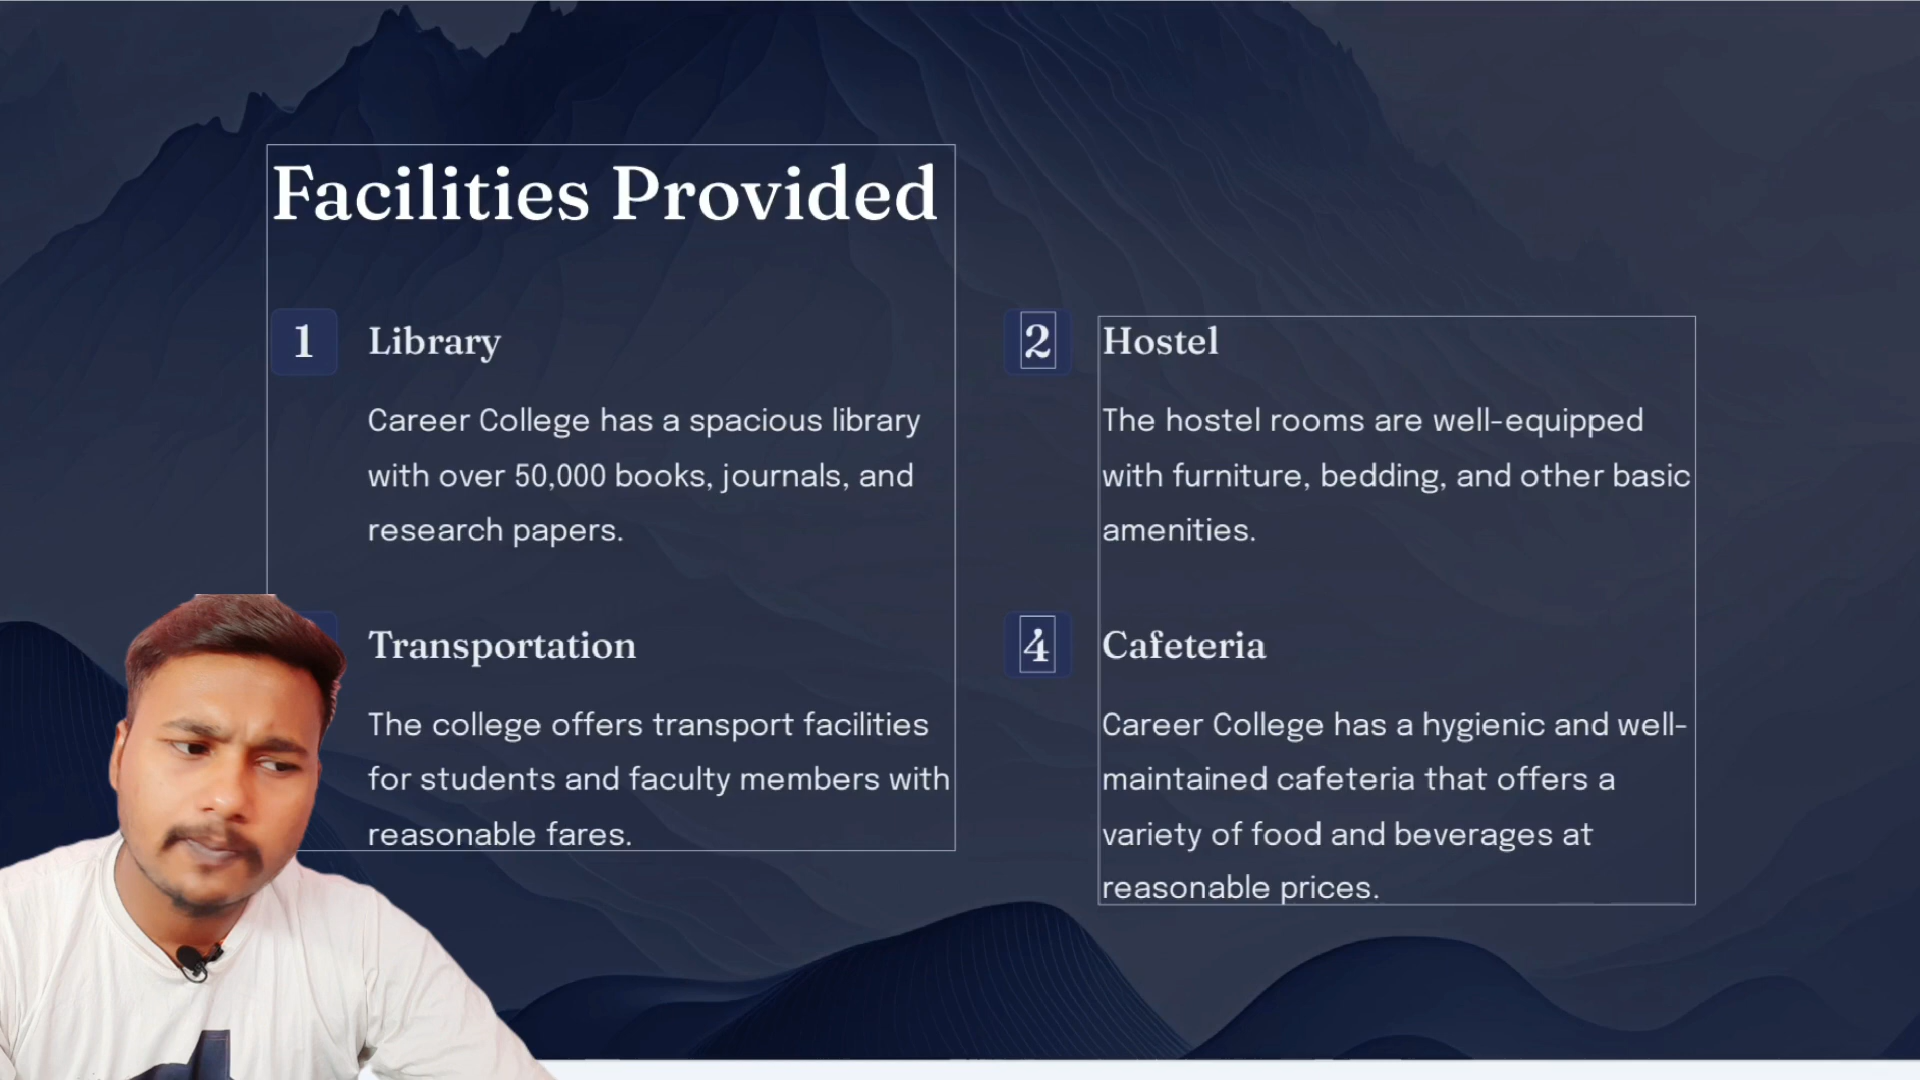 Facilities Provided
1
Library
Career College has a spacious library
with over 50,000 books, journals, and
research papers.
2
Hostel
The hostel rooms are well-equipped
with furniture, bedding, and other basic
amenities.
Transportation
The college offers transport facilities
for students and faculty members with
reasonable fares.
4
Cafeteria
Career College has a hygienic and well-
maintained cafeteria that offers a
variety of food and beverages at
reasonable prices.